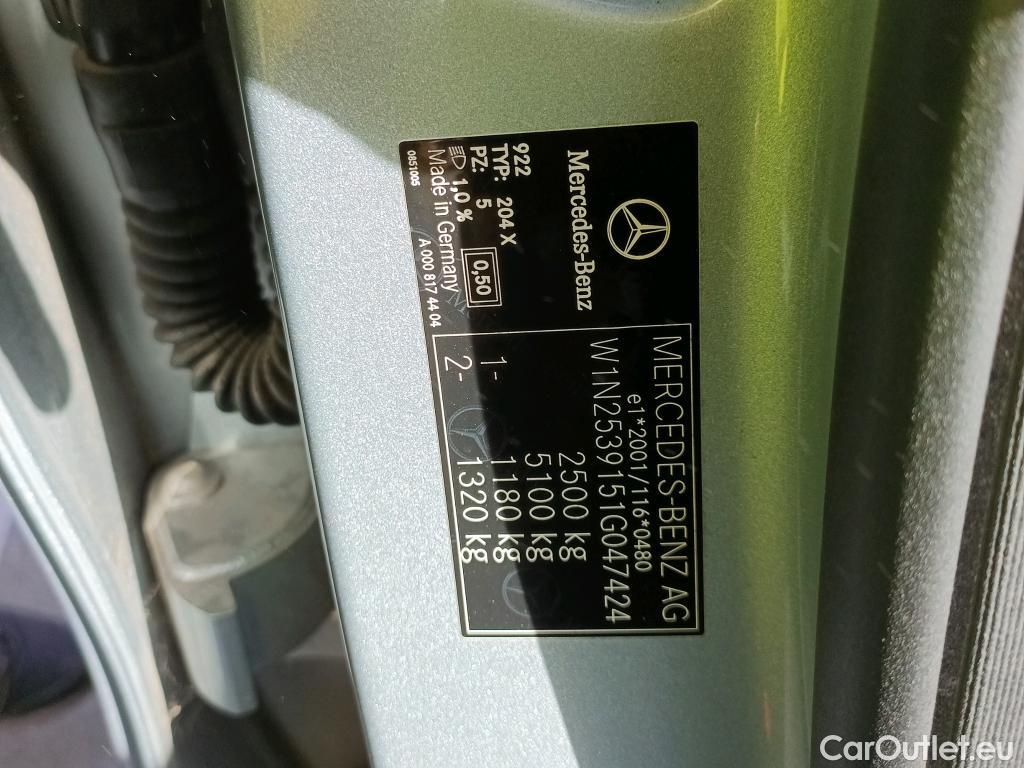 Mercedes-Benz
922
TYP: 204 X
PZ: 5 0,50
1,0 %
Made in Germany
0851005 A 000 817 44 04
MERCEDES-BENZ AG
e1*2001/116*0480
W1N2539151G047424
2500 kg
5100 kg
1- 1180 kg
2- 1320 kg
CarOutlet.eu